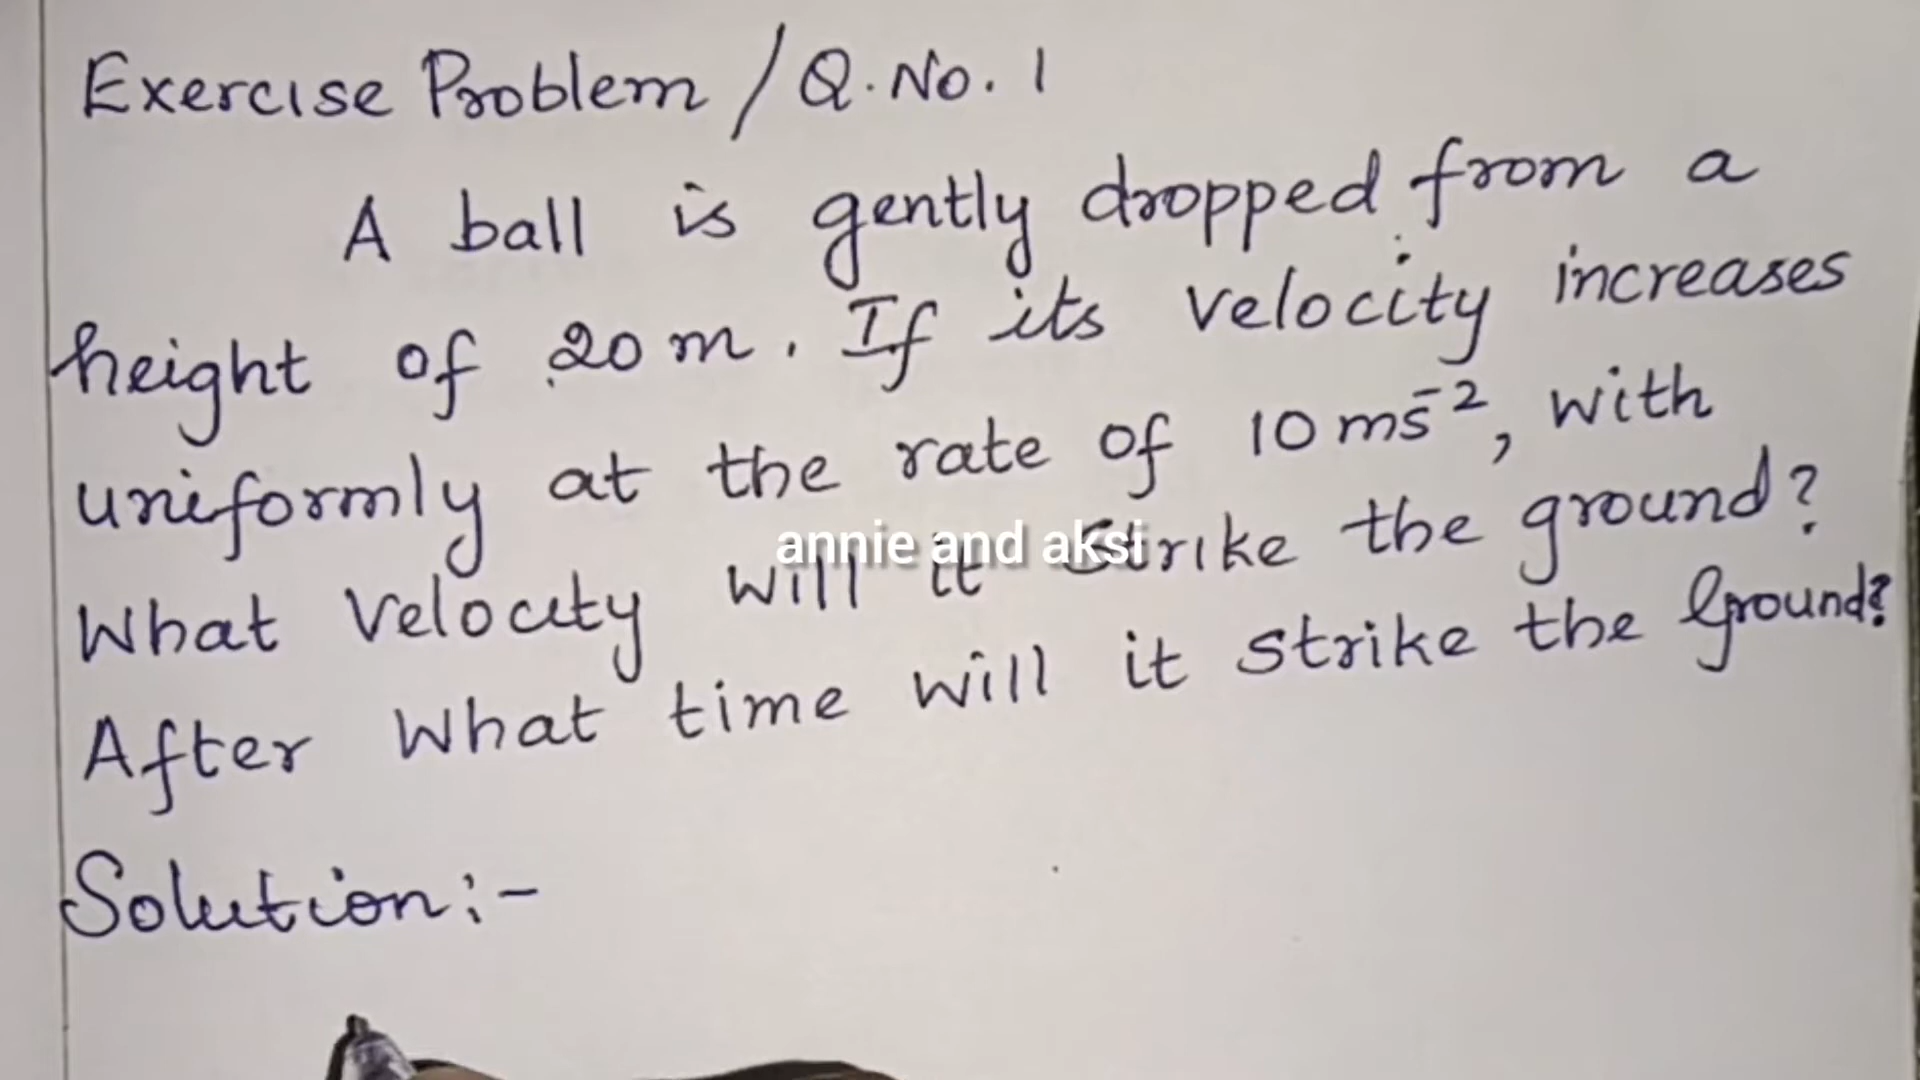 Exercise Problem / Q.No. 1
A ball is gently dropped from a
height of 20 m. If its velocity increases
uniformly at the rate of 10 ms⁻², with
What velocity will it strike the ground?
annie and aksi
After What time will it strike the Ground?
Solution:-